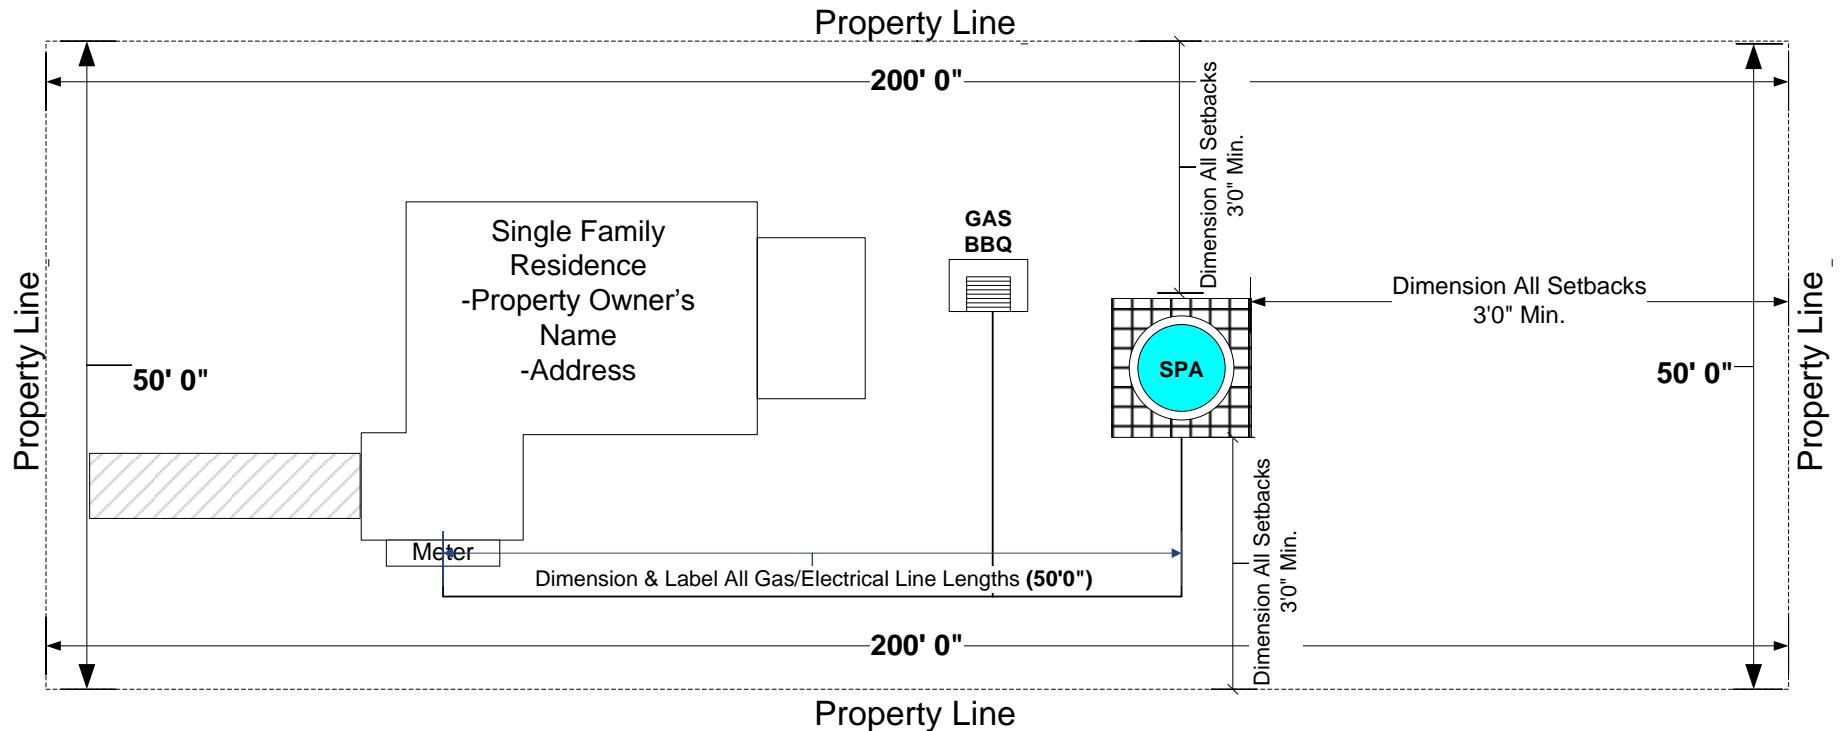 Property Line
200' 0"
Dimension All Setbacks
3'0" Min.
GAS
BBQ
Single Family
Residence
-Property Owner’s
Name
-Address
Property Line
50' 0"
SPA
Dimension All Setbacks
3'0" Min.
50' 0"
Property Line
Meter
Dimension & Label All Gas/Electrical Line Lengths (50'0")
Dimension All Setbacks
3'0" Min.
200' 0"
Property Line